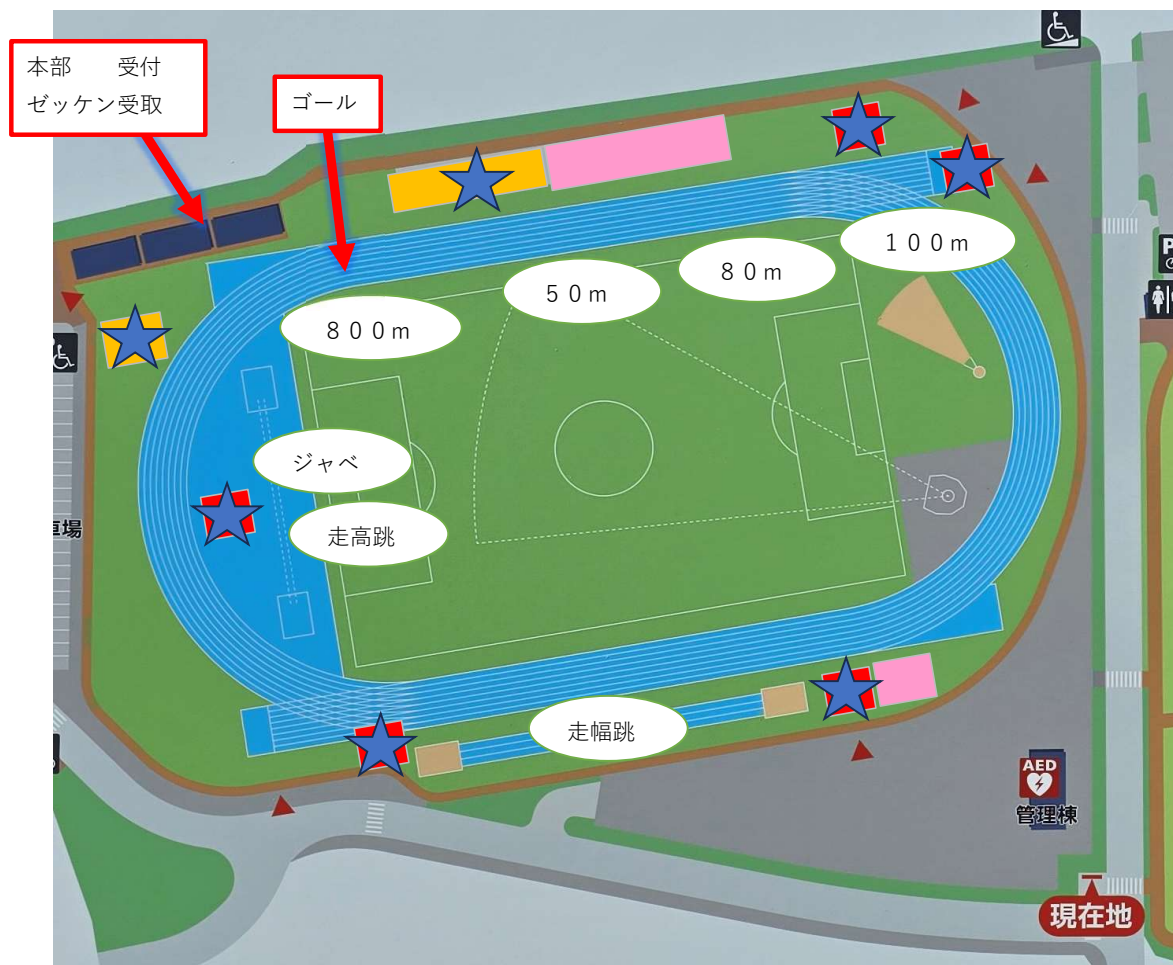 本部　　受付
ゼッケン受取
ゴール
１００ｍ
８０ｍ
５０ｍ
８００ｍ
ジャベ
走高跳
走幅跳
車場
P
AED
管理棟
現在地